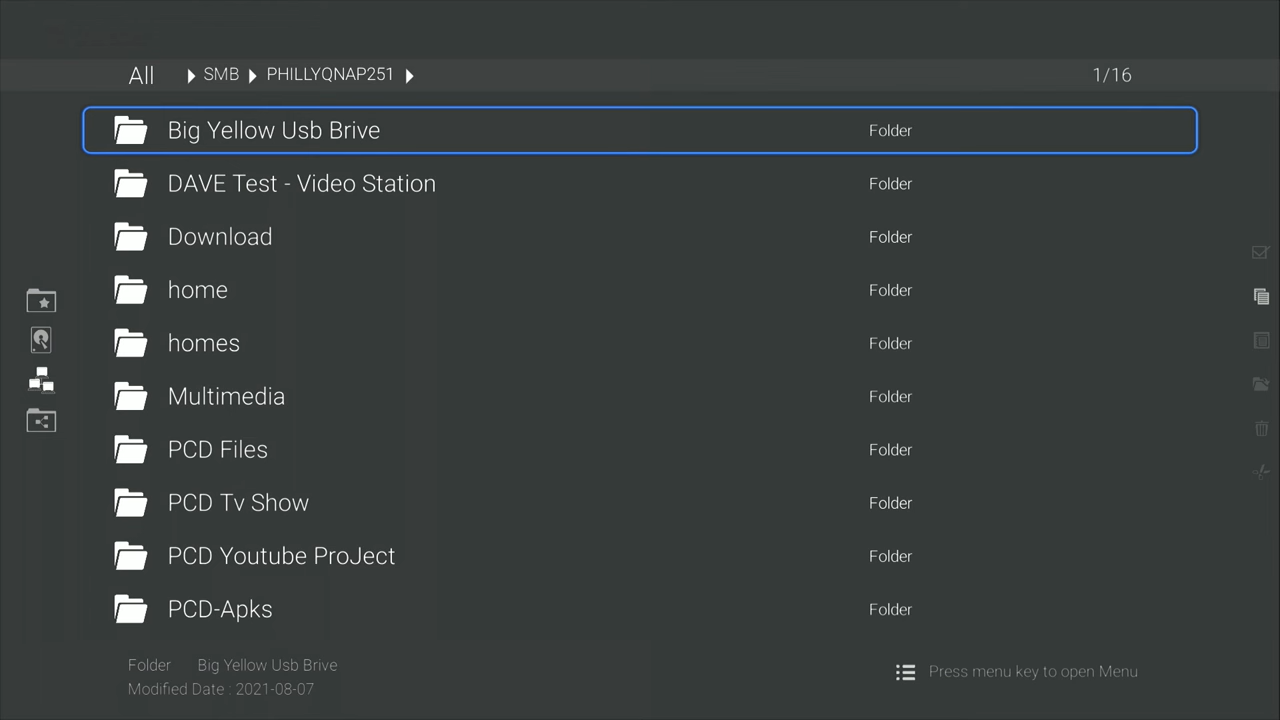 All SMB PHILLYQNAP251 1/16
Big Yellow Usb Brive Folder
DAVE Test - Video Station Folder
Download Folder
home Folder
homes Folder
Multimedia Folder
PCD Files Folder
PCD Tv Show Folder
PCD Youtube ProJect Folder
PCD-Apks Folder
Folder Big Yellow Usb Brive
Modified Date : 2021-08-07
Press menu key to open Menu